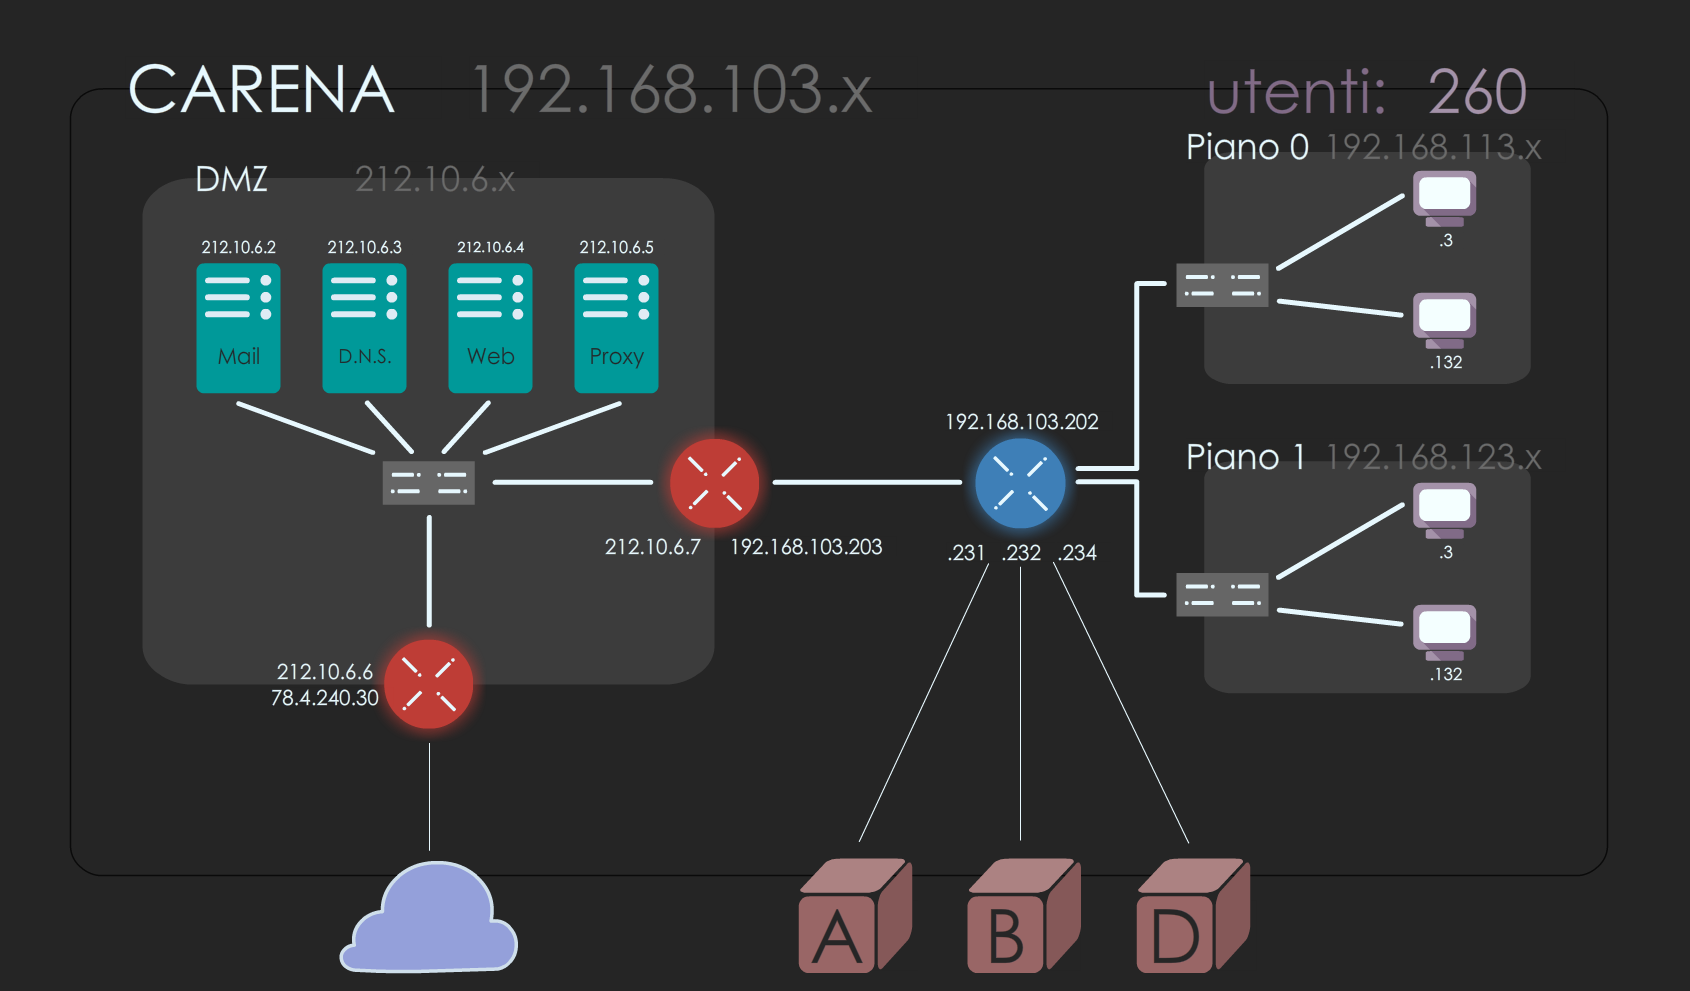 CARENA 192.168.103.x utenti: 260
DMZ 212.10.6.x
212.10.6.2 212.10.6.3 212.10.6.4 212.10.6.5
Mail D.N.S. Web Proxy
212.10.6.7 192.168.103.203
212.10.6.6
78.4.240.30
192.168.103.202
.231 .232 .234
Piano 0 192.168.113.x
.3
.132
Piano 1 192.168.123.x
.3
.132
A B D